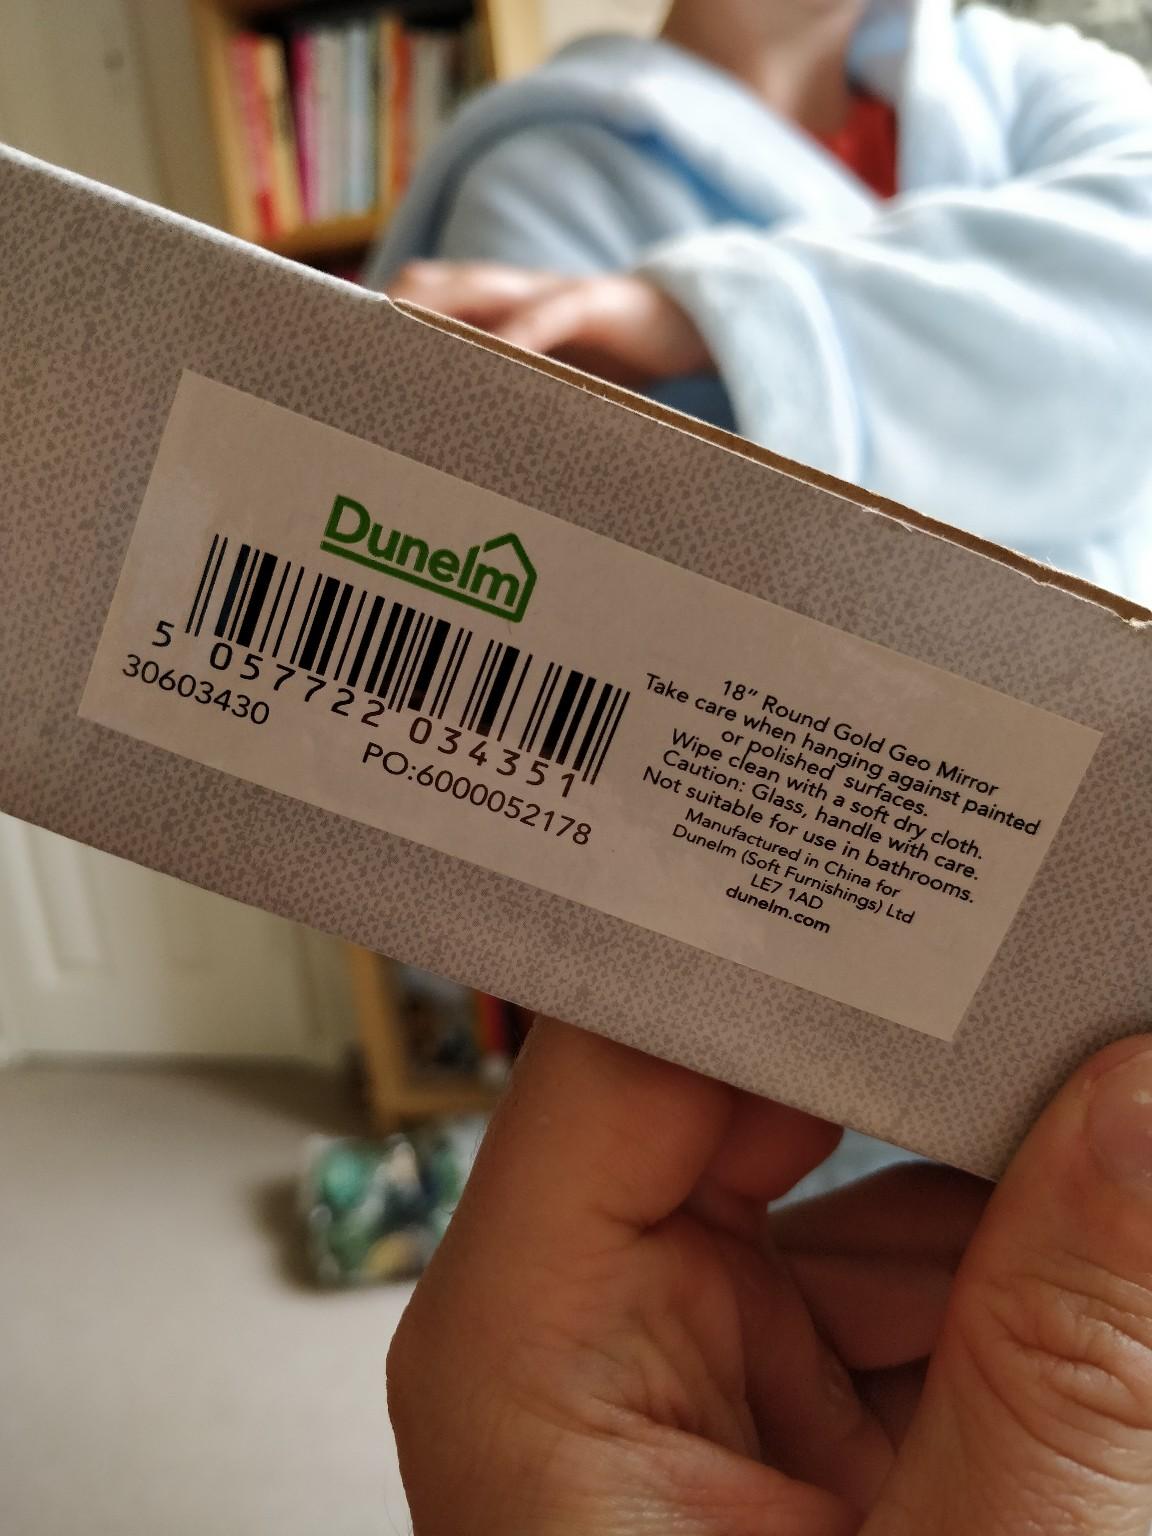 Dunelm
5 057722 034351
30603430
PO:6000052178
18" Round Gold Geo Mirror
Take care when hanging against painted
or polished surfaces.
Wipe clean with a soft dry cloth.
Caution: Glass, handle with care.
Not suitable for use in bathrooms.
Manufactured in China for
Dunelm (Soft Furnishings) Ltd
LE7 1AD
dunelm.com